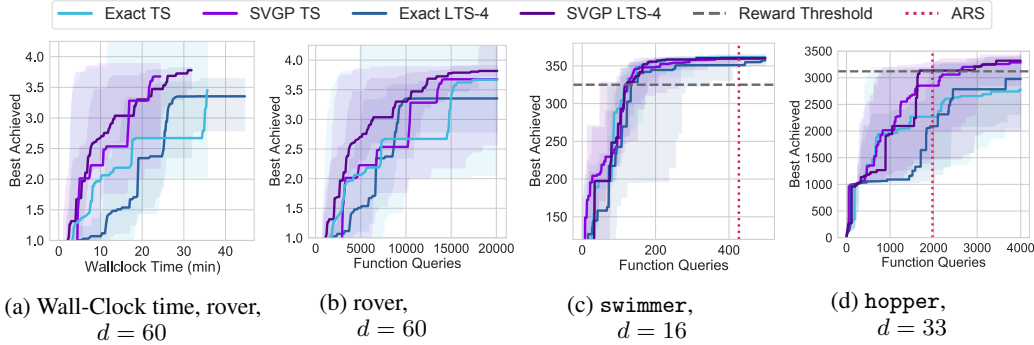 Exact TS SVGP TS Exact LTS-4 SVGP LTS-4 Reward Threshold ARS
Best Achieved
4.0
3.5
3.0
2.5
2.0
1.5
1.0
0 10 20 30 40
Wallclock Time (min)
(a) Wall-Clock time, rover,
d = 60
Best Achieved
4.0
3.5
3.0
2.5
2.0
1.5
1.0
0 5000 10000 15000 20000
Function Queries
(b) rover,
d = 60
Best Achieved
350
300
250
200
150
0 200 400
Function Queries
(c) swimmer,
d = 16
Best Achieved
3500
3000
2500
2000
1500
1000
500
0
0 1000 2000 3000 4000
Function Queries
(d) hopper,
d = 33